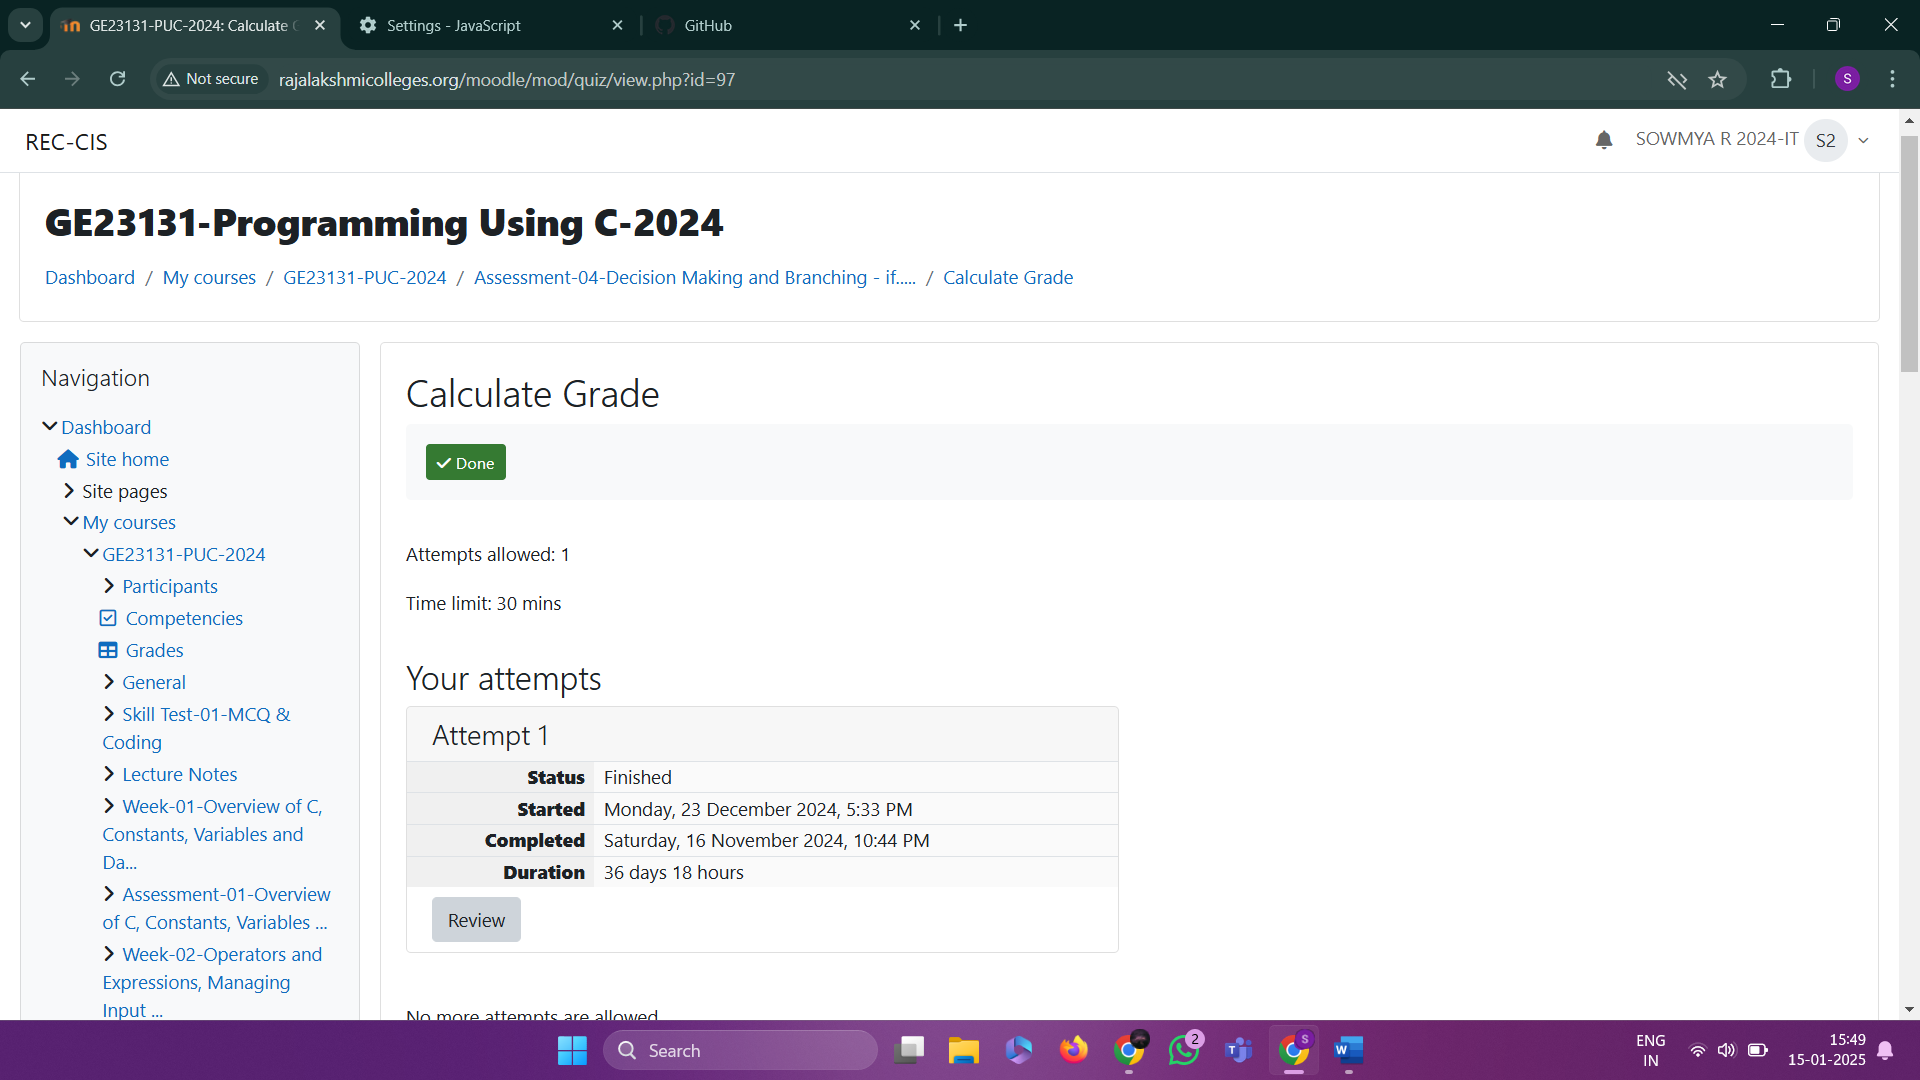 GE23131-PUC-2024: Calculate
Settings - JavaScript
GitHub
Not secure
rajalakshmicolleges.org/moodle/mod/quiz/view.php?id=97
S
REC-CIS
SOWMYA R 2024-IT
S2
GE23131-Programming Using C-2024
Dashboard / My courses / GE23131-PUC-2024 / Assessment-04-Decision Making and Branching - if..... / Calculate Grade
Navigation
Dashboard
Site home
Site pages
My courses
GE23131-PUC-2024
Participants
Competencies
Grades
General
Skill Test-01-MCQ &
Coding
Lecture Notes
Week-01-Overview of C,
Constants, Variables and
Da...
Assessment-01-Overview
of C, Constants, Variables ...
Week-02-Operators and
Expressions, Managing
Input ...
Calculate Grade
Done
Attempts allowed: 1
Time limit: 30 mins
Your attempts
Attempt 1
Status Finished
Started Monday, 23 December 2024, 5:33 PM
Completed Saturday, 16 November 2024, 10:44 PM
Duration 36 days 18 hours
Review
No more attempts are allowed
Search
2
T
S
W
ENG
IN
15:49
15-01-2025